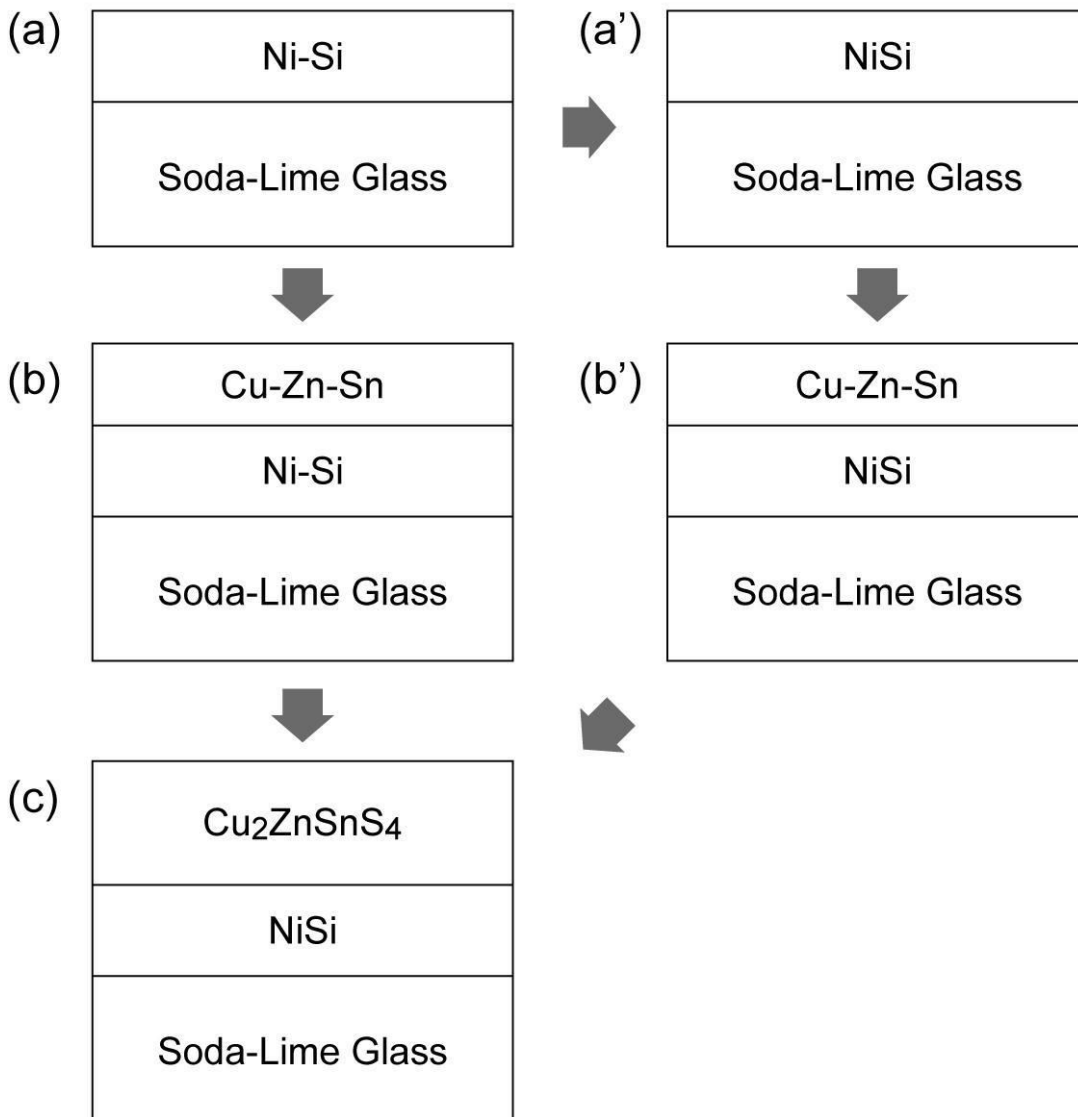 (a)
Ni-Si
Soda-Lime Glass
(a’)
NiSi
Soda-Lime Glass
(b)
Cu-Zn-Sn
Ni-Si
Soda-Lime Glass
(b’)
Cu-Zn-Sn
NiSi
Soda-Lime Glass
(c)
Cu₂ZnSnS₄
NiSi
Soda-Lime Glass